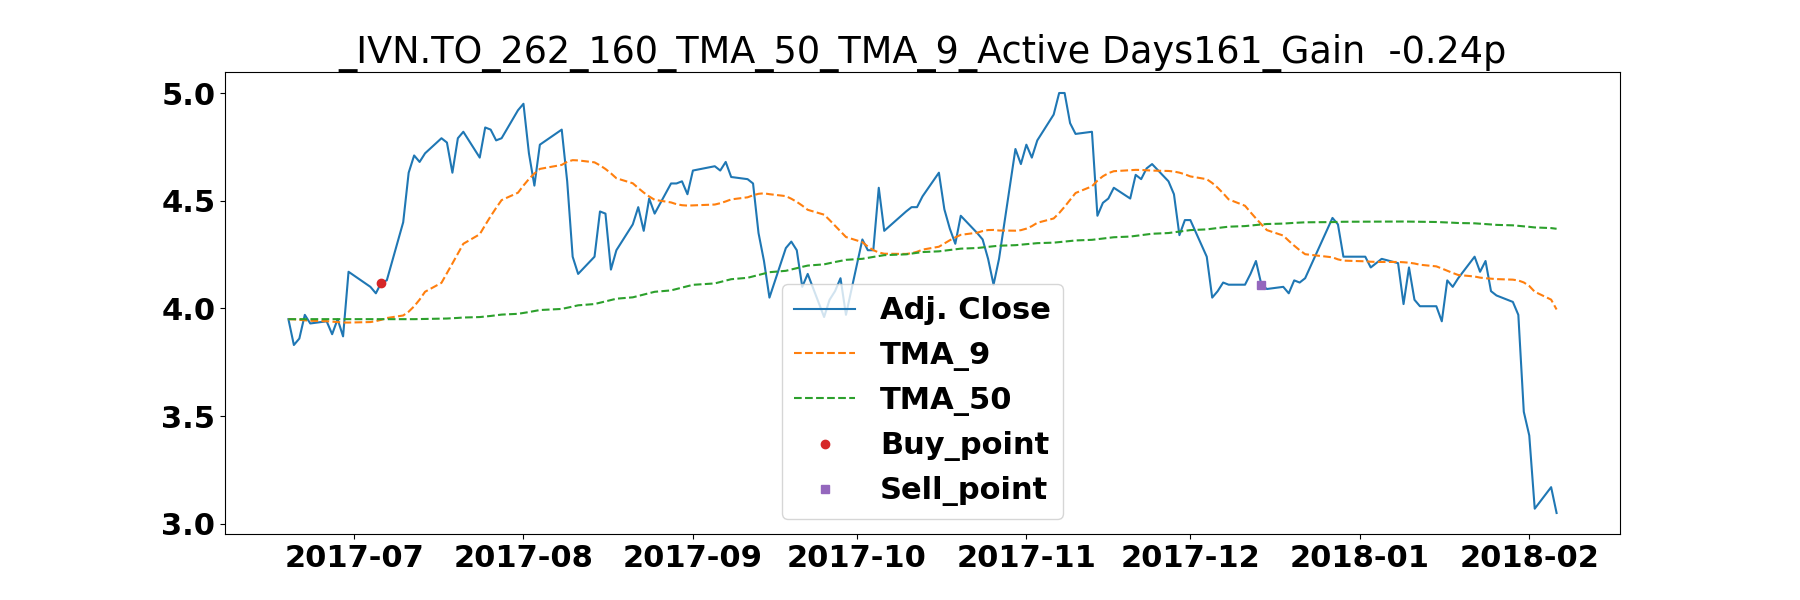 _IVN.TO_262_160_TMA_50_TMA_9_Active Days161_Gain  -0.24p
5.0
4.5
4.0
3.5
3.0
Adj. Close
TMA_9
TMA_50
Buy_point
Sell_point
2017-07 2017-08 2017-09 2017-10 2017-11 2017-12 2018-01 2018-02